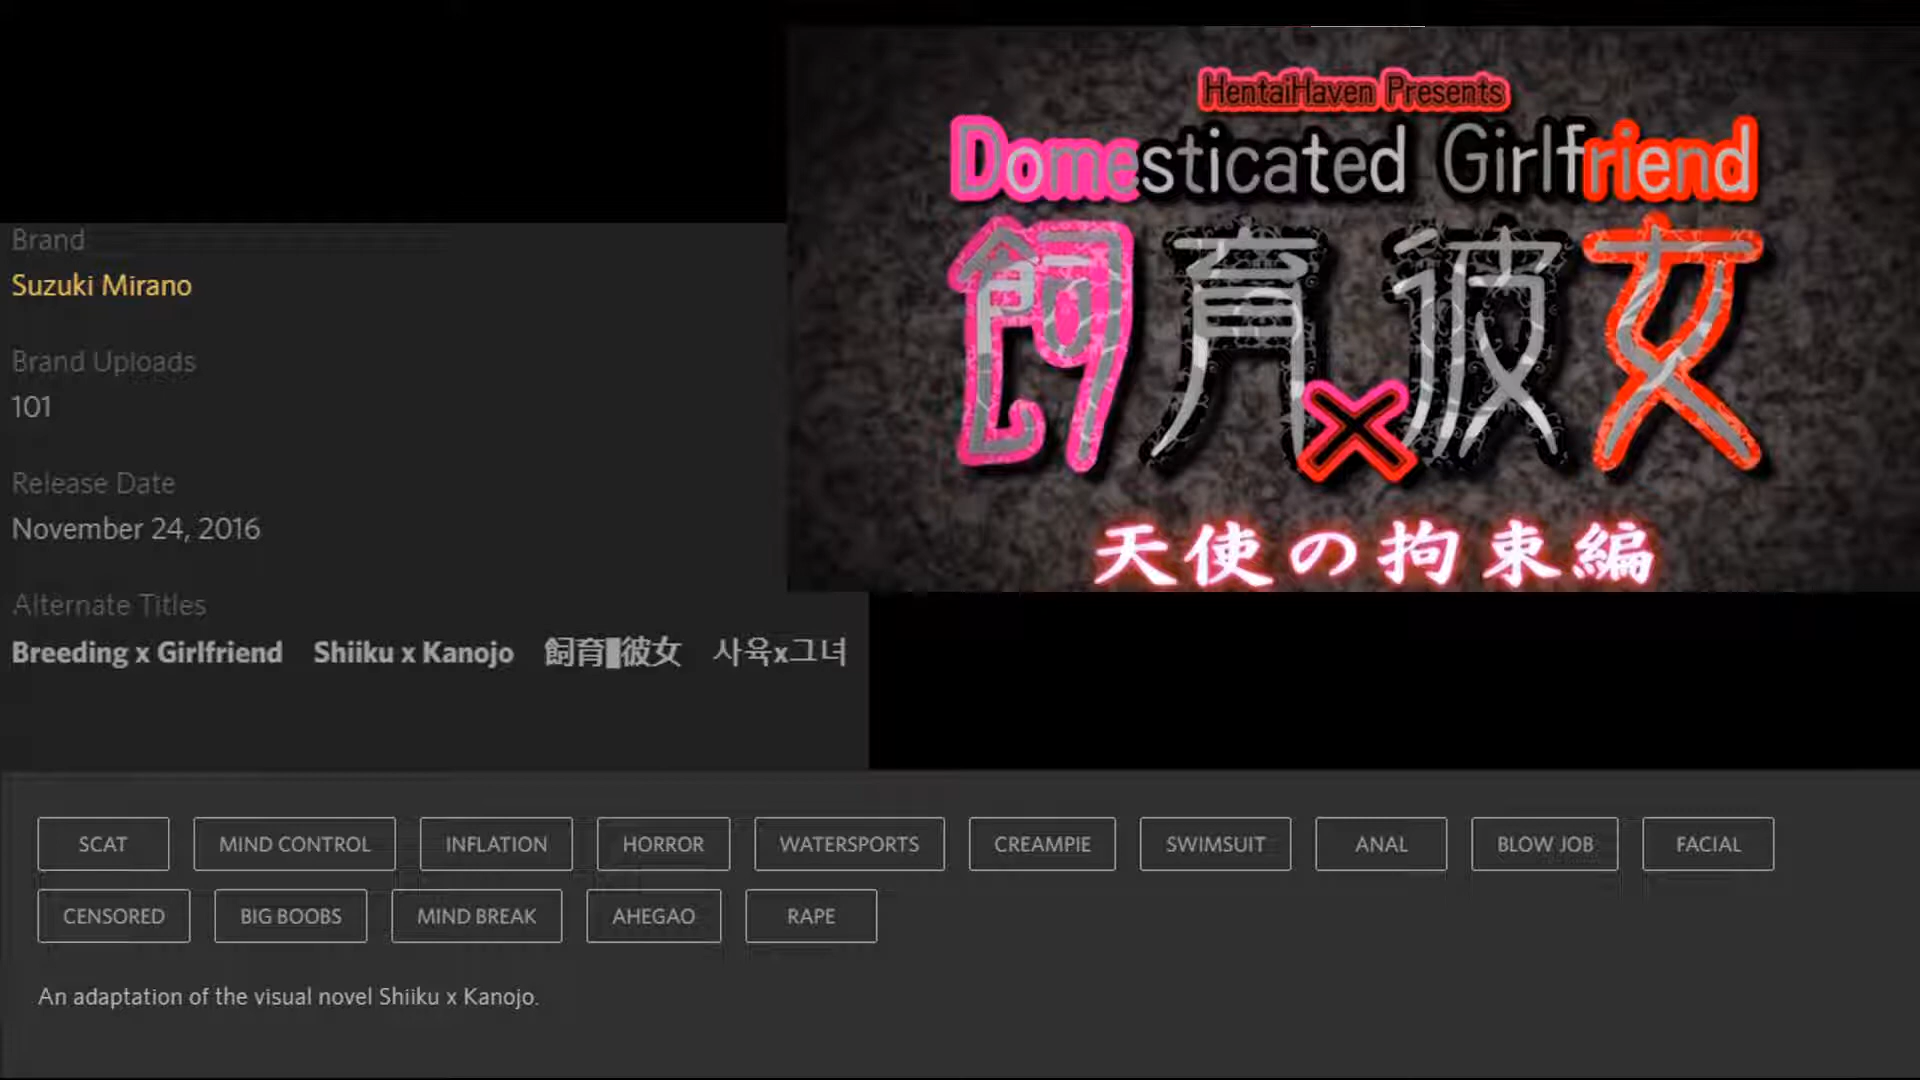 HentaiHaven Presents
Domesticated Girlfriend
飼育×彼女
天使の拘束編
Brand
Suzuki Mirano
Brand Uploads
101
Release Date
November 24, 2016
Alternate Titles
Breeding x Girlfriend Shiiku x Kanojo 飼育█彼女 사육x그녀
SCAT MIND CONTROL INFLATION HORROR WATERSPORTS CREAMPIE SWIMSUIT ANAL BLOW JOB FACIAL
CENSORED BIG BOOBS MIND BREAK AHEGAO RAPE
An adaptation of the visual novel Shiiku x Kanojo.